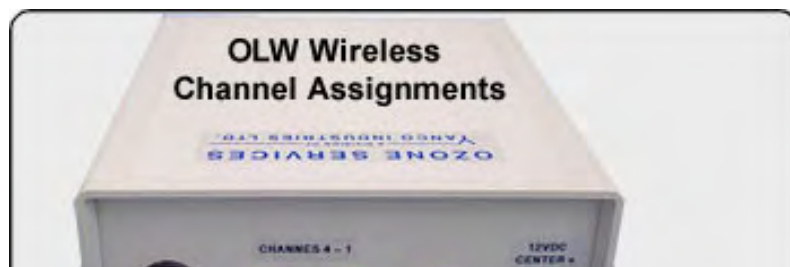 OLW Wireless
Channel Assignments
YANCO INDUSTRIES LTD.
OZONE SERVICES
CHANNES 4 - 1
12VDC
CENTER +